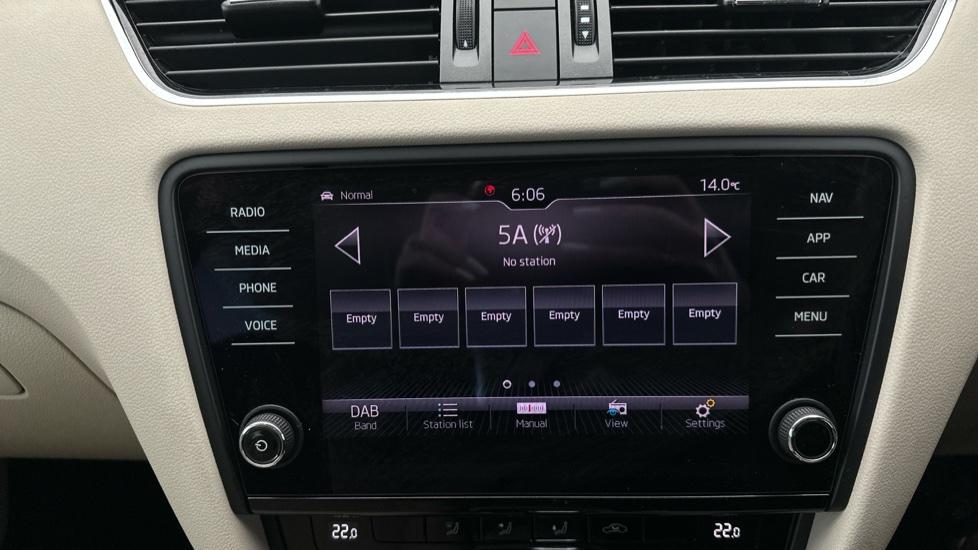 Normal 6:06 14.0°C
RADIO
MEDIA
PHONE
VOICE
5A
No station
NAV
APP
CAR
MENU
Empty Empty Empty Empty Empty Empty
DAB
Band Station list Manual View Settings
22.0 22.0